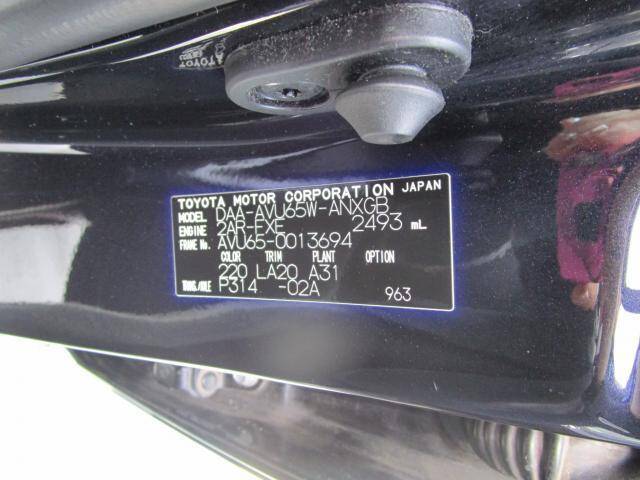 TOYOTA
TOYOTA MOTOR CORPORATION JAPAN
MODEL DAA-AVU65W-ANXGB
ENGINE 2AR-FXE 2493 mL
FRAME No. AVU65-0013694
COLOR TRIM PLANT OPTION
220 LA20 A31
TRANS./AXLE P314 -02A 963